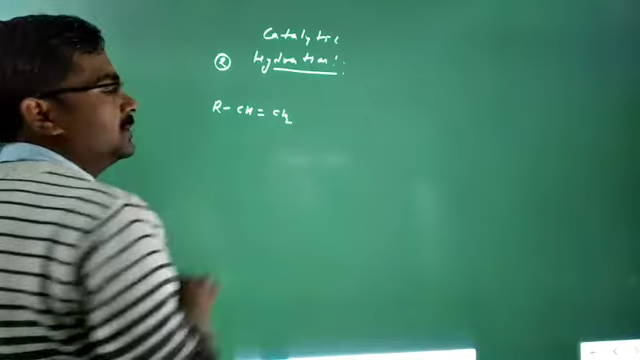 Catalytic
② Hydration :
R - CH = CH₂